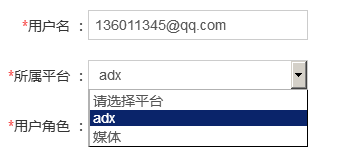 *用户名 : 136011345@qq.com
*所属平台 : adx
请选择平台
adx
*用户角色 : 媒体